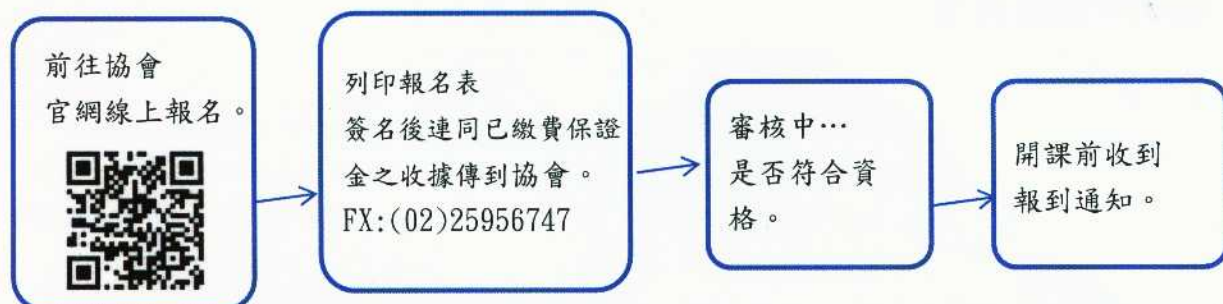 前往協會
官網線上報名。
列印報名表
簽名後連同已繳費保證
金之收據傳到協會。
FX:(02)25956747
審核中…
是否符合資
格。
開課前收到
報到通知。